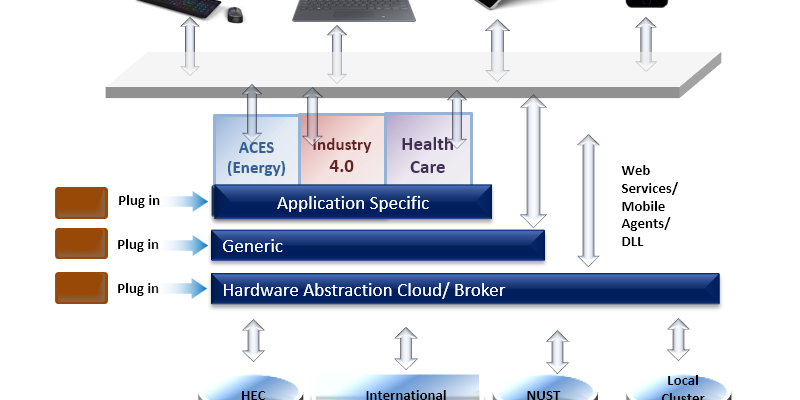 ACES
(Energy)
Industry
4.0
Health
Care
Web
Services/
Mobile
Agents/
DLL
Plug in
Application Specific
Plug in
Generic
Plug in
Hardware Abstraction Cloud/ Broker
HEC
International
NUST
Local
Cluster